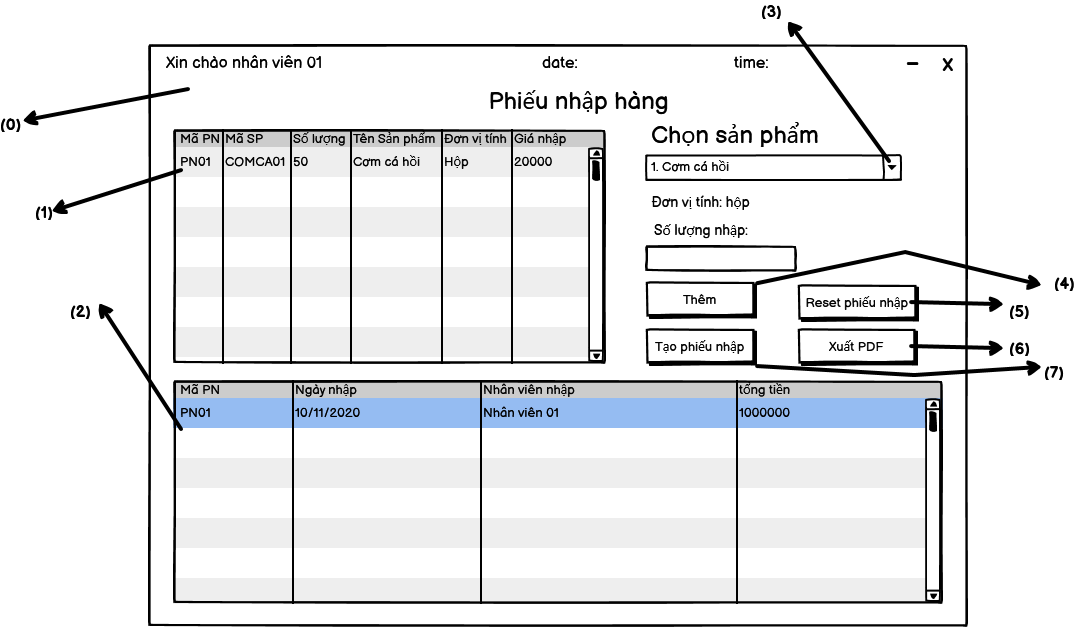 (3)
Xin chào nhân viên 01 date: time: – X
Phiếu nhập hàng
(0)
Mã PN Mã SP Số lượng Tên Sản phẩm Đơn vị tính Giá nhập
PN01 COMCA01 50 Cơm cá hồi Hộp 20000
(1)
Chọn sản phẩm
1. Cơm cá hồi
Đơn vị tính: hộp
Số lượng nhập:
Thêm
(4)
Reset phiếu nhập
(5)
Tạo phiếu nhập
Xuất PDF
(6)
(7)
(2)
Mã PN Ngày nhập Nhân viên nhập tổng tiền
PN01 10/11/2020 Nhân viên 01 1000000